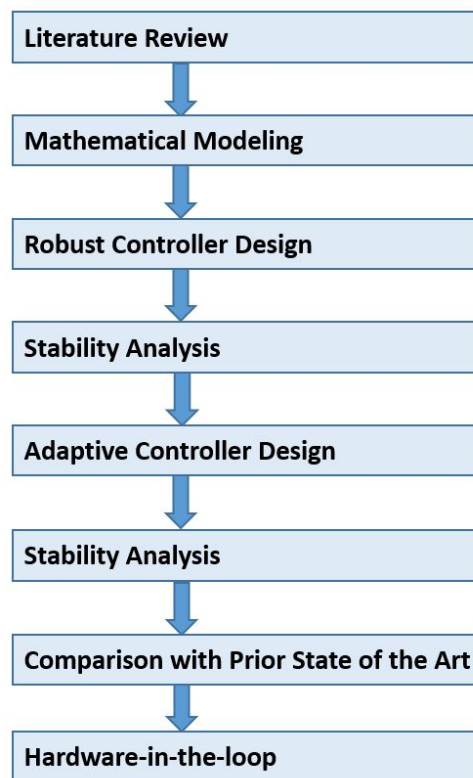 Literature Review
Mathematical Modeling
Robust Controller Design
Stability Analysis
Adaptive Controller Design
Stability Analysis
Comparison with Prior State of the Art
Hardware-in-the-loop